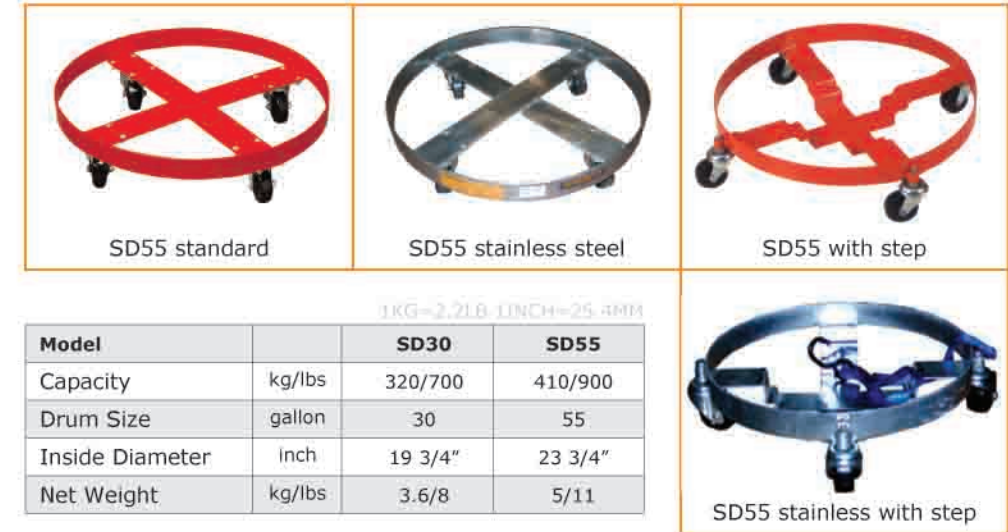 SD55 standard
SD55 stainless steel
SD55 with step
1KG=2.2LB 1INCH=25.4MM
Model SD30 SD55
Capacity kg/lbs 320/700 410/900
Drum Size gallon 30 55
Inside Diameter inch 19 3/4" 23 3/4"
Net Weight kg/lbs 3.6/8 5/11
SD55 stainless with step